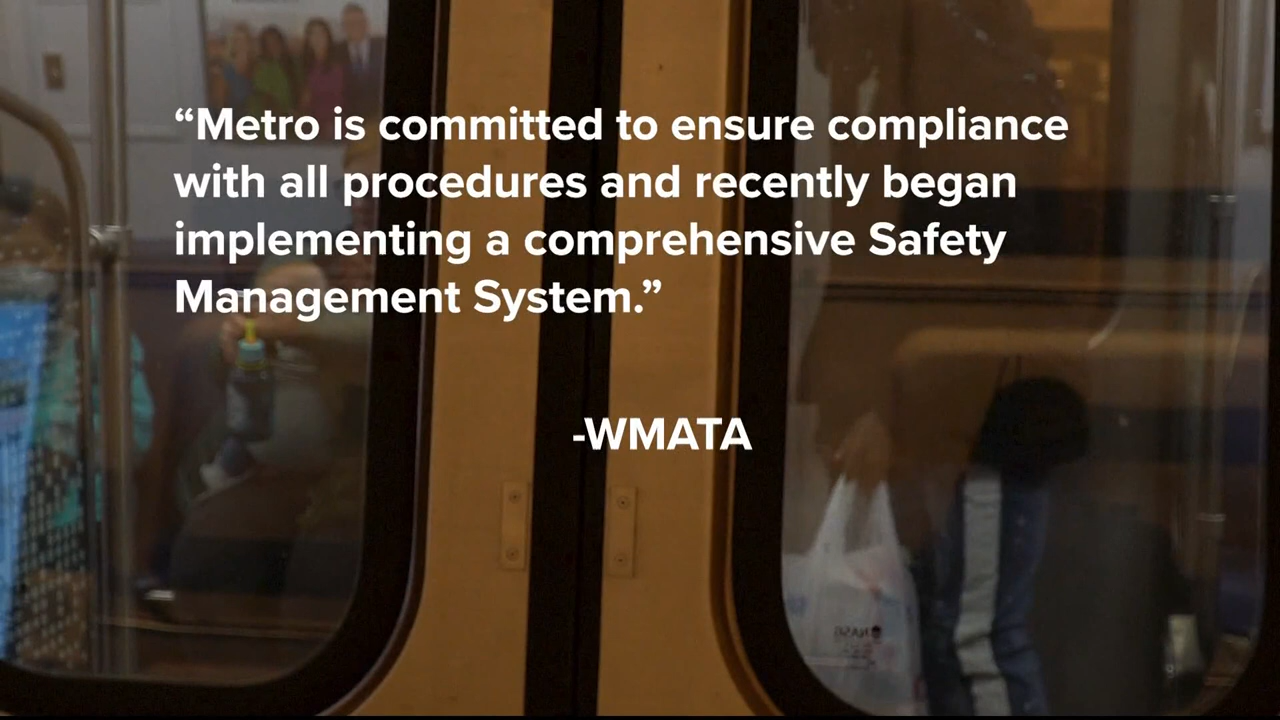 “Metro is committed to ensure compliance
with all procedures and recently began
implementing a comprehensive Safety
Management System.”
-WMATA